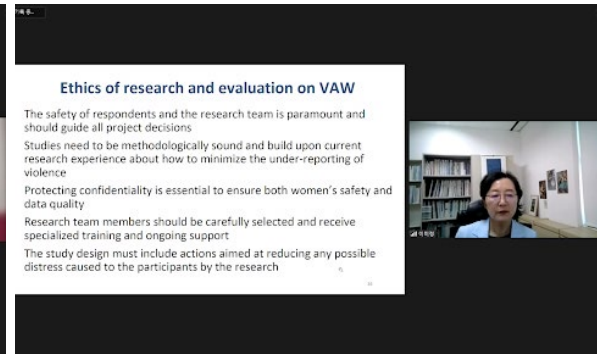 Ethics of research and evaluation on VAW
The safety of respondents and the research team is paramount and
should guide all project decisions
Studies need to be methodologically sound and build upon current
research experience about how to minimize the under-reporting of
violence
Protecting confidentiality is essential to ensure both women's safety and
data quality
Research team members should be carefully selected and receive
specialized training and ongoing support
The study design must include actions aimed at reducing any possible
distress caused to the participants by the research